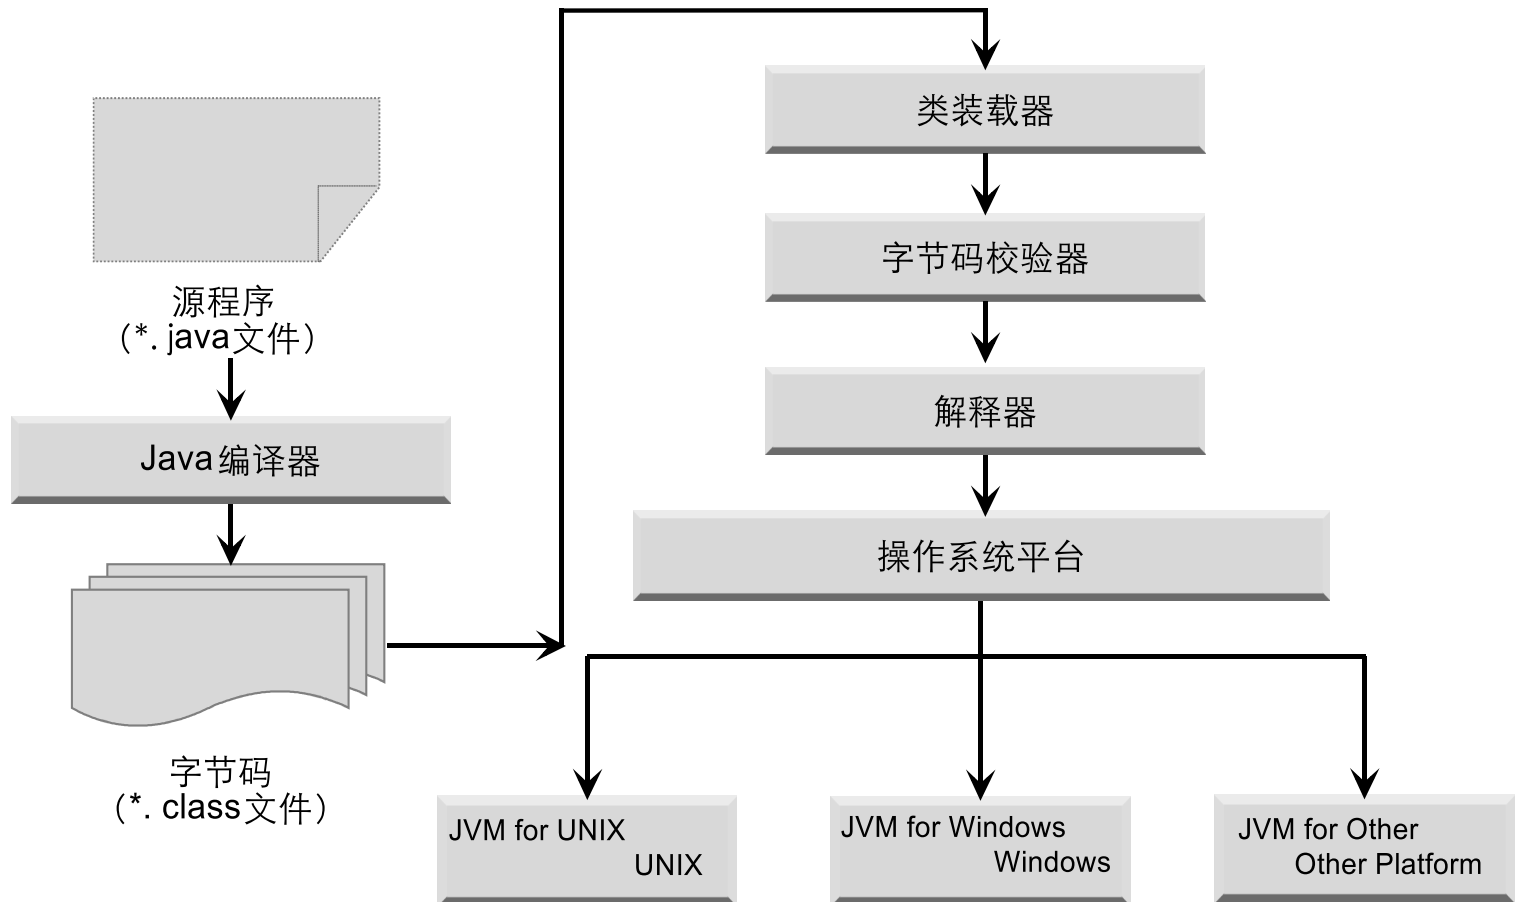 源程序
（*. java文件）
Java编译器
字节码
（*. class文件）
类装载器
字节码校验器
解释器
操作系统平台
JVM for UNIX
UNIX
JVM for Windows
Windows
JVM for Other
Other Platform